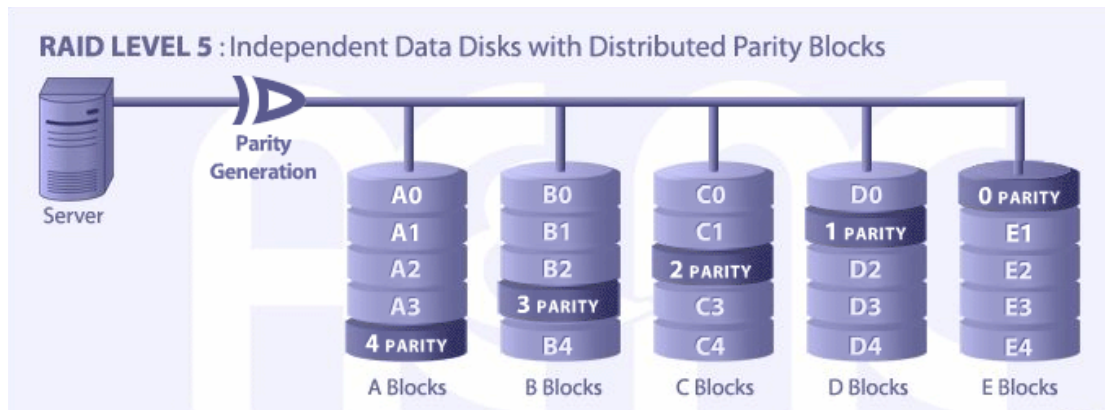 RAID LEVEL 5 : Independent Data Disks with Distributed Parity Blocks
Parity
Generation
Server
A0 B0 C0 D0 0 PARITY
A1 B1 C1 1 PARITY E1
A2 B2 2 PARITY D2 E2
A3 3 PARITY C3 D3 E3
4 PARITY B4 C4 D4 E4
A Blocks B Blocks C Blocks D Blocks E Blocks